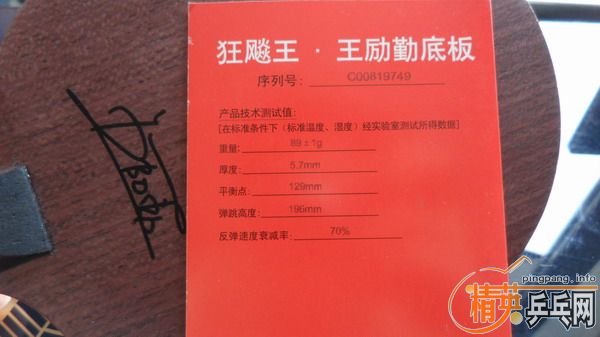 狂飚王 · 王励勤底板
序列号： C00819749
产品技术测试值：
[在标准条件下（标准温度、湿度）经实验室测试所得数据]
重量： 89±1g
厚度： 5.7mm
平衡点： 129mm
弹跳高度： 196mm
反弹速度衰减率： 70%
pingpang.info
精英乒乓网